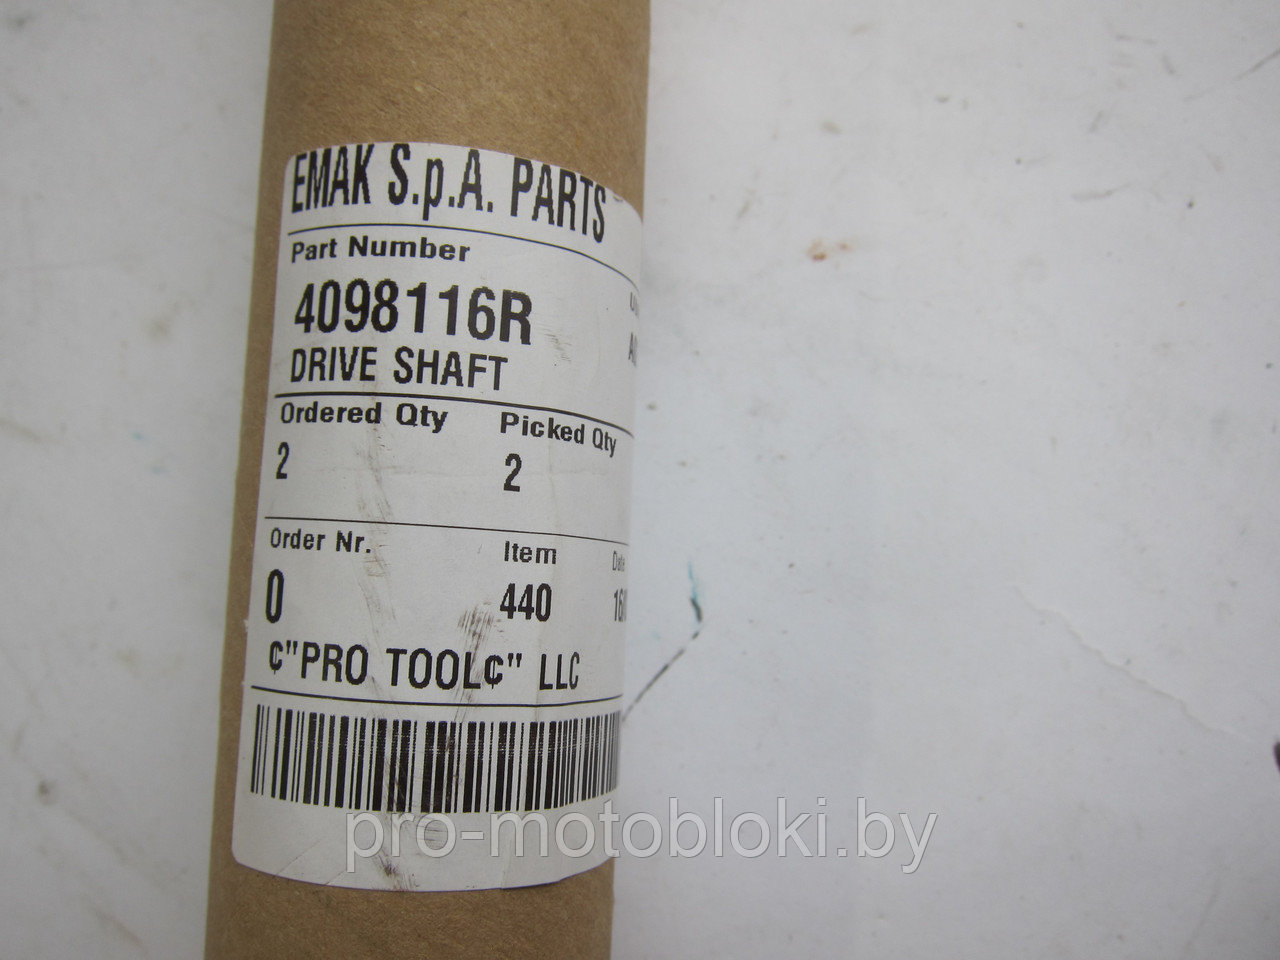 EMAK S.p.A. PARTS
Part Number
4098116R
DRIVE SHAFT
Ordered Qty Picked Qty
2 2
Order Nr. Item
0 440
¢"PRO TOOL¢" LLC
pro-motobloki.by